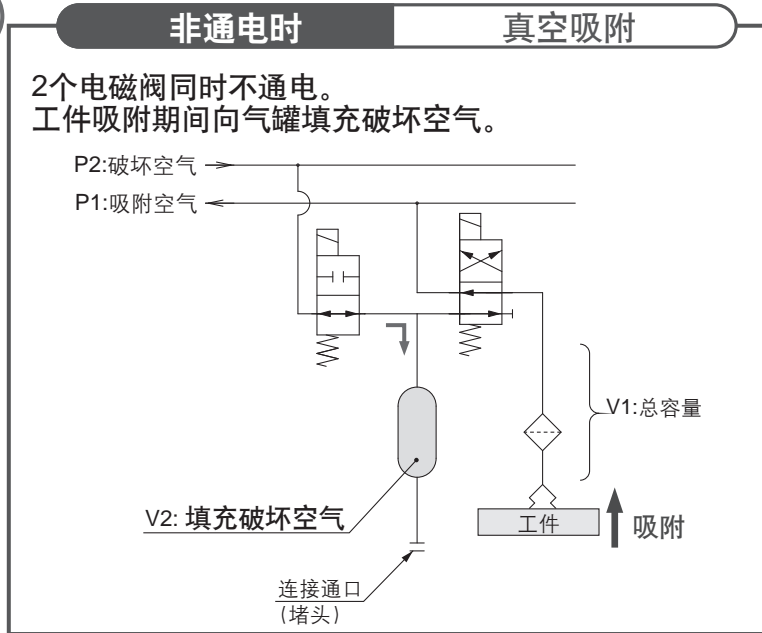 非通电时
真空吸附
2个电磁阀同时不通电。
工件吸附期间向气罐填充破坏空气。
P2:破坏空气
P1:吸附空气
V1:总容量
V2: 填充破坏空气
工件
吸附
连接通口
(堵头)